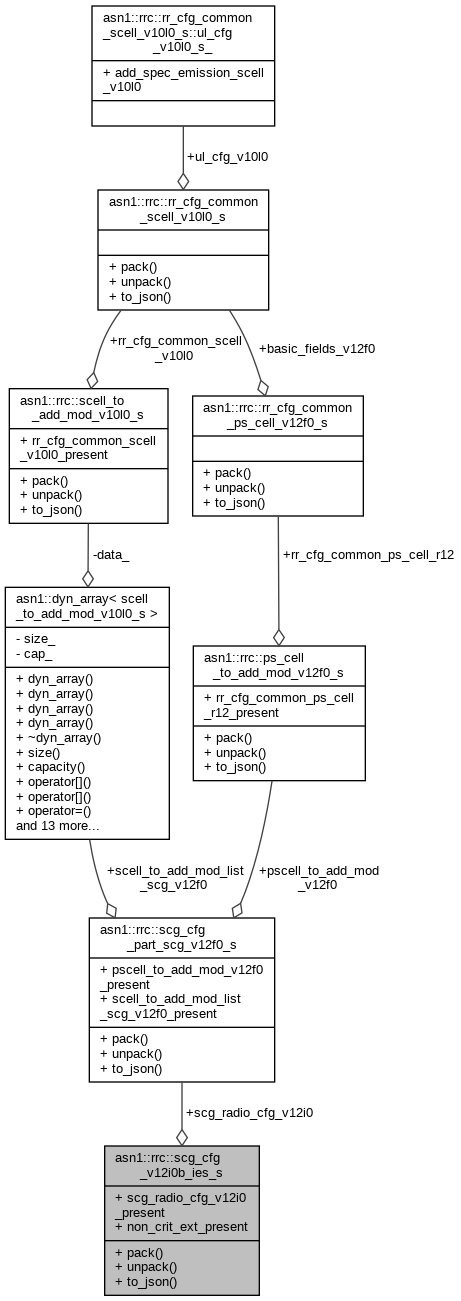 asn1::rrc::rr_cfg_common
_scell_v10l0_s::ul_cfg
_v10l0_s_
+ add_spec_emission_scell
_v10l0
+ul_cfg_v10l0
asn1::rrc::rr_cfg_common
_scell_v10l0_s
+ pack()
+ unpack()
+ to_json()
+rr_cfg_common_scell
_v10l0
+basic_fields_v12f0
asn1::rrc::scell_to
_add_mod_v10l0_s
+ rr_cfg_common_scell
_v10l0_present
+ pack()
+ unpack()
+ to_json()
asn1::rrc::rr_cfg_common
_ps_cell_v12f0_s
+ pack()
+ unpack()
+ to_json()
-data_
+rr_cfg_common_ps_cell_r12
asn1::dyn_array< scell
_to_add_mod_v10l0_s >
- size_
- cap_
+ dyn_array()
+ dyn_array()
+ dyn_array()
+ dyn_array()
+ ~dyn_array()
+ size()
+ capacity()
+ operator[]()
+ operator[]()
+ operator=()
and 13 more...
asn1::rrc::ps_cell
_to_add_mod_v12f0_s
+ rr_cfg_common_ps_cell
_r12_present
+ pack()
+ unpack()
+ to_json()
+scell_to_add_mod_list
_scg_v12f0
+pscell_to_add_mod
_v12f0
asn1::rrc::scg_cfg
_part_scg_v12f0_s
+ pscell_to_add_mod_v12f0
_present
+ scell_to_add_mod_list
_scg_v12f0_present
+ pack()
+ unpack()
+ to_json()
+scg_radio_cfg_v12i0
asn1::rrc::scg_cfg
_v12i0b_ies_s
+ scg_radio_cfg_v12i0
_present
+ non_crit_ext_present
+ pack()
+ unpack()
+ to_json()